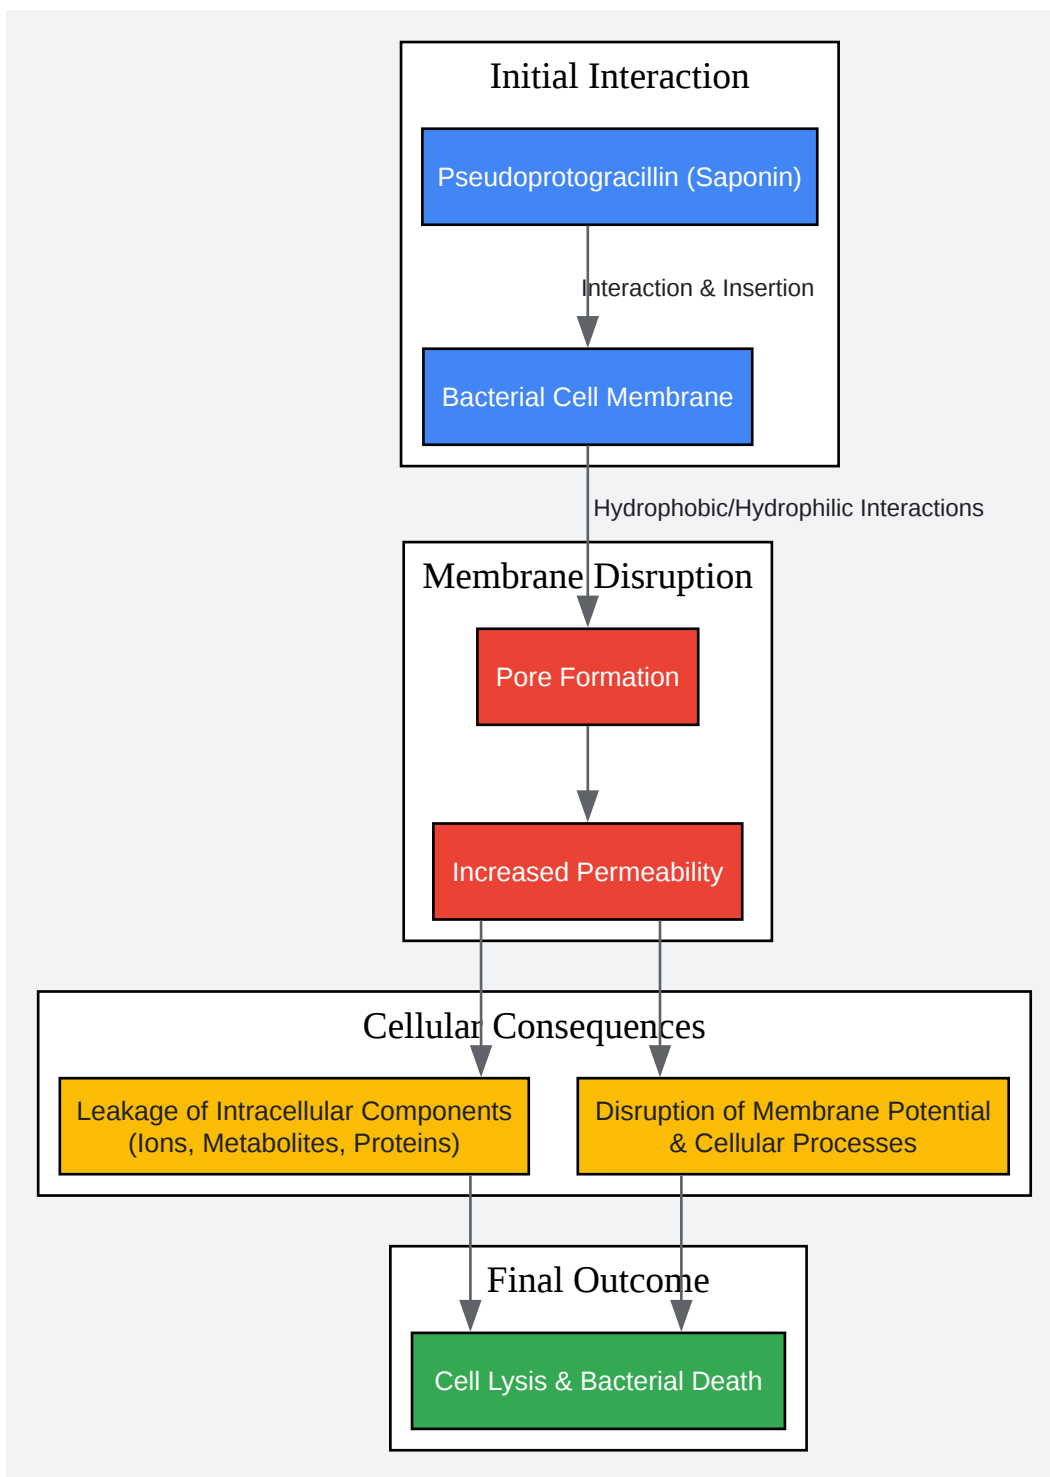 Initial Interaction
Pseudoprotogracillin (Saponin)
Interaction & Insertion
Bacterial Cell Membrane
Hydrophobic/Hydrophilic Interactions
Membrane Disruption
Pore Formation
Increased Permeability
Cellular Consequences
Leakage of Intracellular Components
(Ions, Metabolites, Proteins)
Disruption of Membrane Potential
& Cellular Processes
Final Outcome
Cell Lysis & Bacterial Death